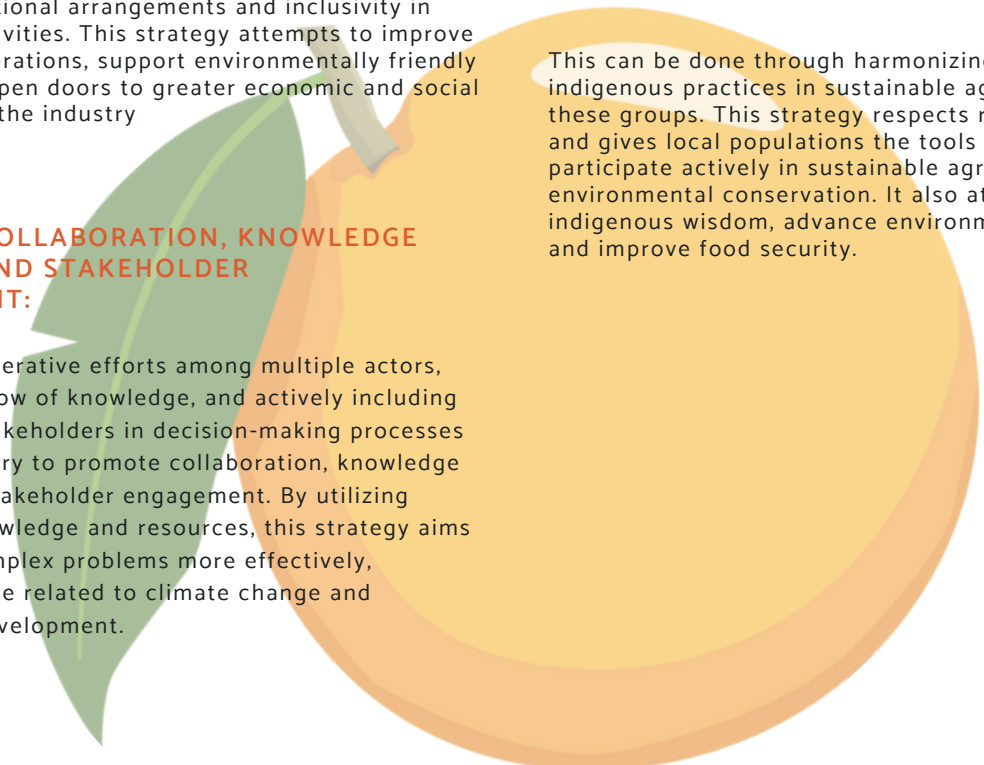 tional arrangements and inclusivity in
vities. This strategy attempts to improve
rations, support environmentally friendly
pen doors to greater economic and social
the industry
OLLABORATION, KNOWLEDGE
ND STAKEHOLDER
IT:
erative efforts among multiple actors,
ow of knowledge, and actively including
keholders in decision-making processes
ry to promote collaboration, knowledge
akeholder engagement. By utilizing
wledge and resources, this strategy aims
nplex problems more effectively,
e related to climate change and
velopment.
This can be done through harmonizing
indigenous practices in sustainable ag
these groups. This strategy respects r
and gives local populations the tools
participate actively in sustainable agr
environmental conservation. It also at
indigenous wisdom, advance environm
and improve food security.